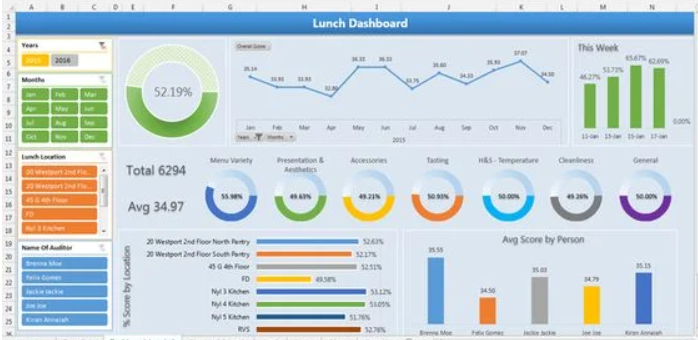 A B C D E F G H I J K L M N
Lunch Dashboard
Years
2015 2016
Months
Jan Feb Mar
Apr May Jun
Jul Aug Sep
Oct Nov Dec
Lunch Location
20 Westport 2nd Flo...
20 Westport 2nd Flo...
45 G 4th Floor
FD
Nyl 3 Kitchen
Name Of Auditor
Brenna Moe
Felix Gomes
Jackie Jackie
Joe Joe
Kiran Annaiah
52.19%
Overall Score
35.14 33.93 33.93 32.86 36.33 36.33 33.75 35.60 34.33 35.93 37.07 34.50
Jan Feb Mar Apr May Jun Jul Aug Sep Oct Nov Dec
2015
Years Months
This Week
46.27% 53.73% 65.67% 62.69%
0.00%
11-Jan 13-Jan 15-Jan 17-Jan
Total 6294
Avg 34.97
Menu Variety
55.98%
Presentation &
Aesthetics
49.63%
Accessories
49.21%
Tasting
50.93%
H&S - Temperature
50.00%
Cleanliness
49.26%
General
50.00%
% Score by Location
20 Westport 2nd Floor North Pentry 52.63%
20 Westport 2nd Floor South Pentry 52.17%
45 G 4th Floor 52.51%
FD 49.58%
Nyl 3 Kitchen 53.12%
Nyl 4 Kitchen 53.05%
Nyl 5 Kitchen 51.76%
RVS 52.76%
Avg Score by Person
35.55 34.50 35.03 34.79 35.15
Brenna Moe Felix Gomes Jackie Jackie Joe Joe Kiran Annaiah